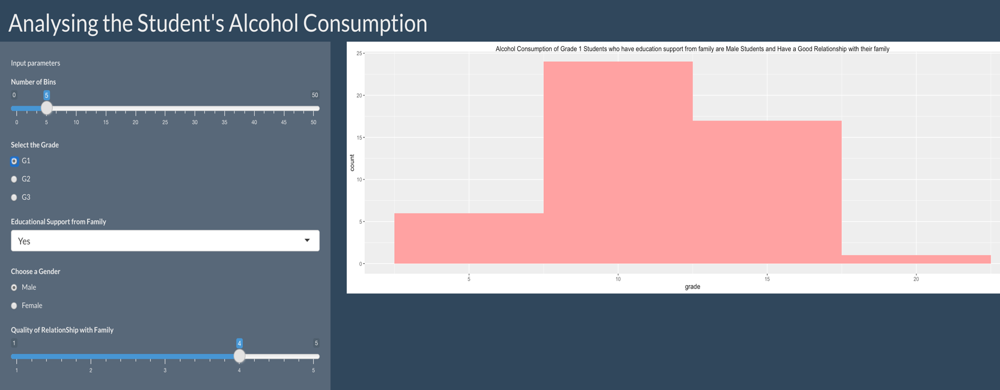 Analysing the Student's Alcohol Consumption
Input parameters
Number of Bins
0 5 50
0 5 10 15 20 25 30 35 40 45 50
Select the Grade
G1
G2
G3
Educational Support from Family
Yes
Choose a Gender
Male
Female
Quality of RelationShip with Family
1 4 5
1 2 3 4 5
Alcohol Consumption of Grade 1 Students who have education support from family are Male Students and Have a Good Relationship with their family
25
20
15
10
5
0
count
5 10 15 20
grade